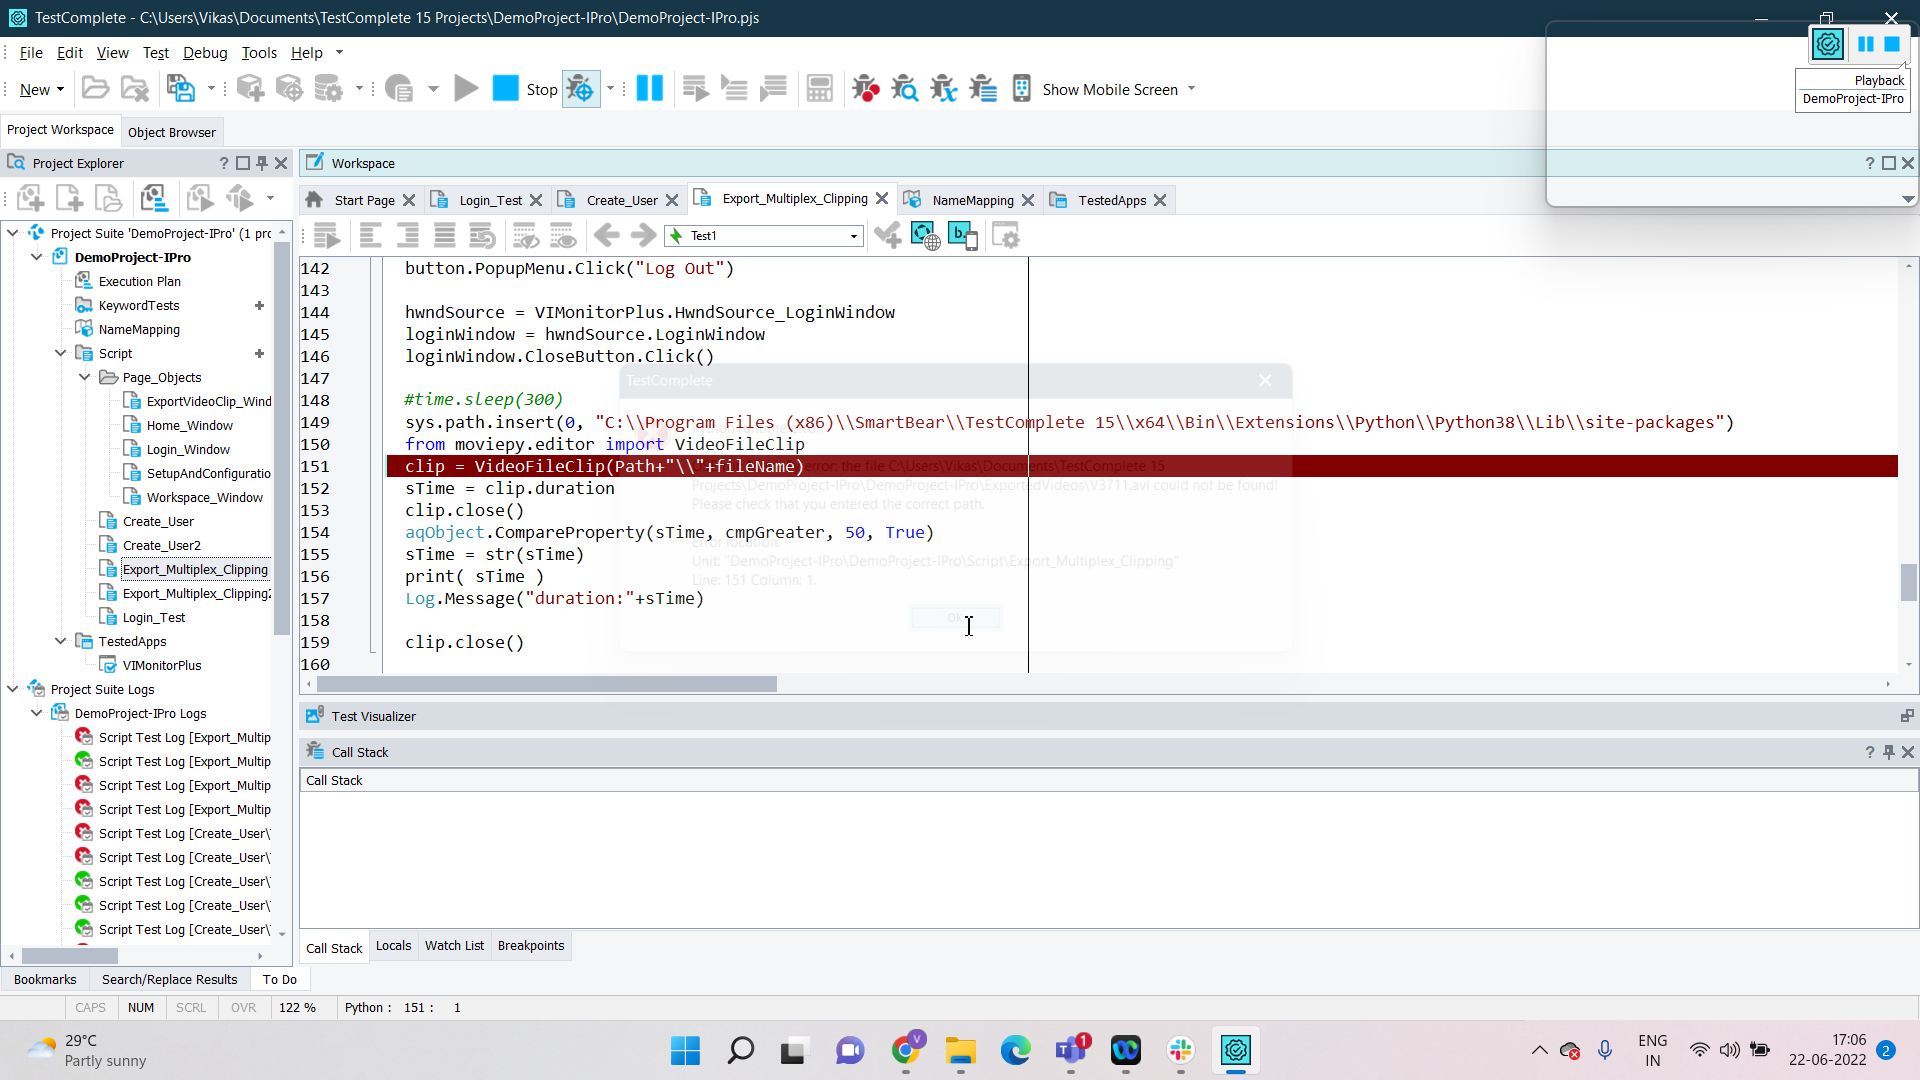 TestComplete - C:\Users\Vikas\Documents\TestComplete 15 Projects\DemoProject-IPro\DemoProject-IPro.pjs
File Edit View Test Debug Tools Help
New Stop Show Mobile Screen
Playback
DemoProject-IPro
Project Workspace Object Browser
Project Explorer
Workspace
Start Page Login_Test Create_User Export_Multiplex_Clipping NameMapping TestedApps
Test1
Project Suite 'DemoProject-IPro' (1 prc
DemoProject-IPro
Execution Plan
KeywordTests
NameMapping
Script
Page_Objects
ExportVideoClip_Wind
Home_Window
Login_Window
SetupAndConfiguratio
Workspace_Window
Create_User
Create_User2
Export_Multiplex_Clipping
Export_Multiplex_Clipping2
Login_Test
TestedApps
VIMonitorPlus
Project Suite Logs
DemoProject-IPro Logs
Script Test Log [Export_Multip
Script Test Log [Export_Multip
Script Test Log [Export_Multip
Script Test Log [Export_Multip
Script Test Log [Create_User\
Script Test Log [Create_User\
Script Test Log [Create_User\
Script Test Log [Create_User\
Script Test Log [Create_User\
142 button.PopupMenu.Click("Log Out")
143
144 hwndSource = VIMonitorPlus.HwndSource_LoginWindow
145 loginWindow = hwndSource.LoginWindow
146 loginWindow.CloseButton.Click()
147
148 #time.sleep(300)
149 sys.path.insert(0, "C:\\Program Files (x86)\\SmartBear\\TestComplete 15\\x64\\Bin\\Extensions\\Python\\Python38\\Lib\\site-packages")
150 from moviepy.editor import VideoFileClip
151 clip = VideoFileClip(Path+"\\"+fileName)
152 sTime = clip.duration
153 clip.close()
154 aqObject.CompareProperty(sTime, cmpGreater, 50, True)
155 sTime = str(sTime)
156 print( sTime )
157 Log.Message("duration:"+sTime)
158
159 clip.close()
160
TestComplete
error: the file C:\Users\Vikas\Documents\TestComplete 15
Projects\DemoProject-IPro\DemoProject-IPro\ExportedVideos\V3711.avi could not be found!
Please check that you entered the correct path.
Error location:
Unit: "DemoProject-IPro\DemoProject-IPro\Script\Export_Multiplex_Clipping"
Line: 151 Column: 1.
OK
Test Visualizer
Call Stack
Call Stack
Call Stack Locals Watch List Breakpoints
Bookmarks Search/Replace Results To Do
CAPS NUM SCRL OVR 122 % Python : 151 : 1
29°C
Partly sunny
V
1
ENG
IN
17:06
22-06-2022
2